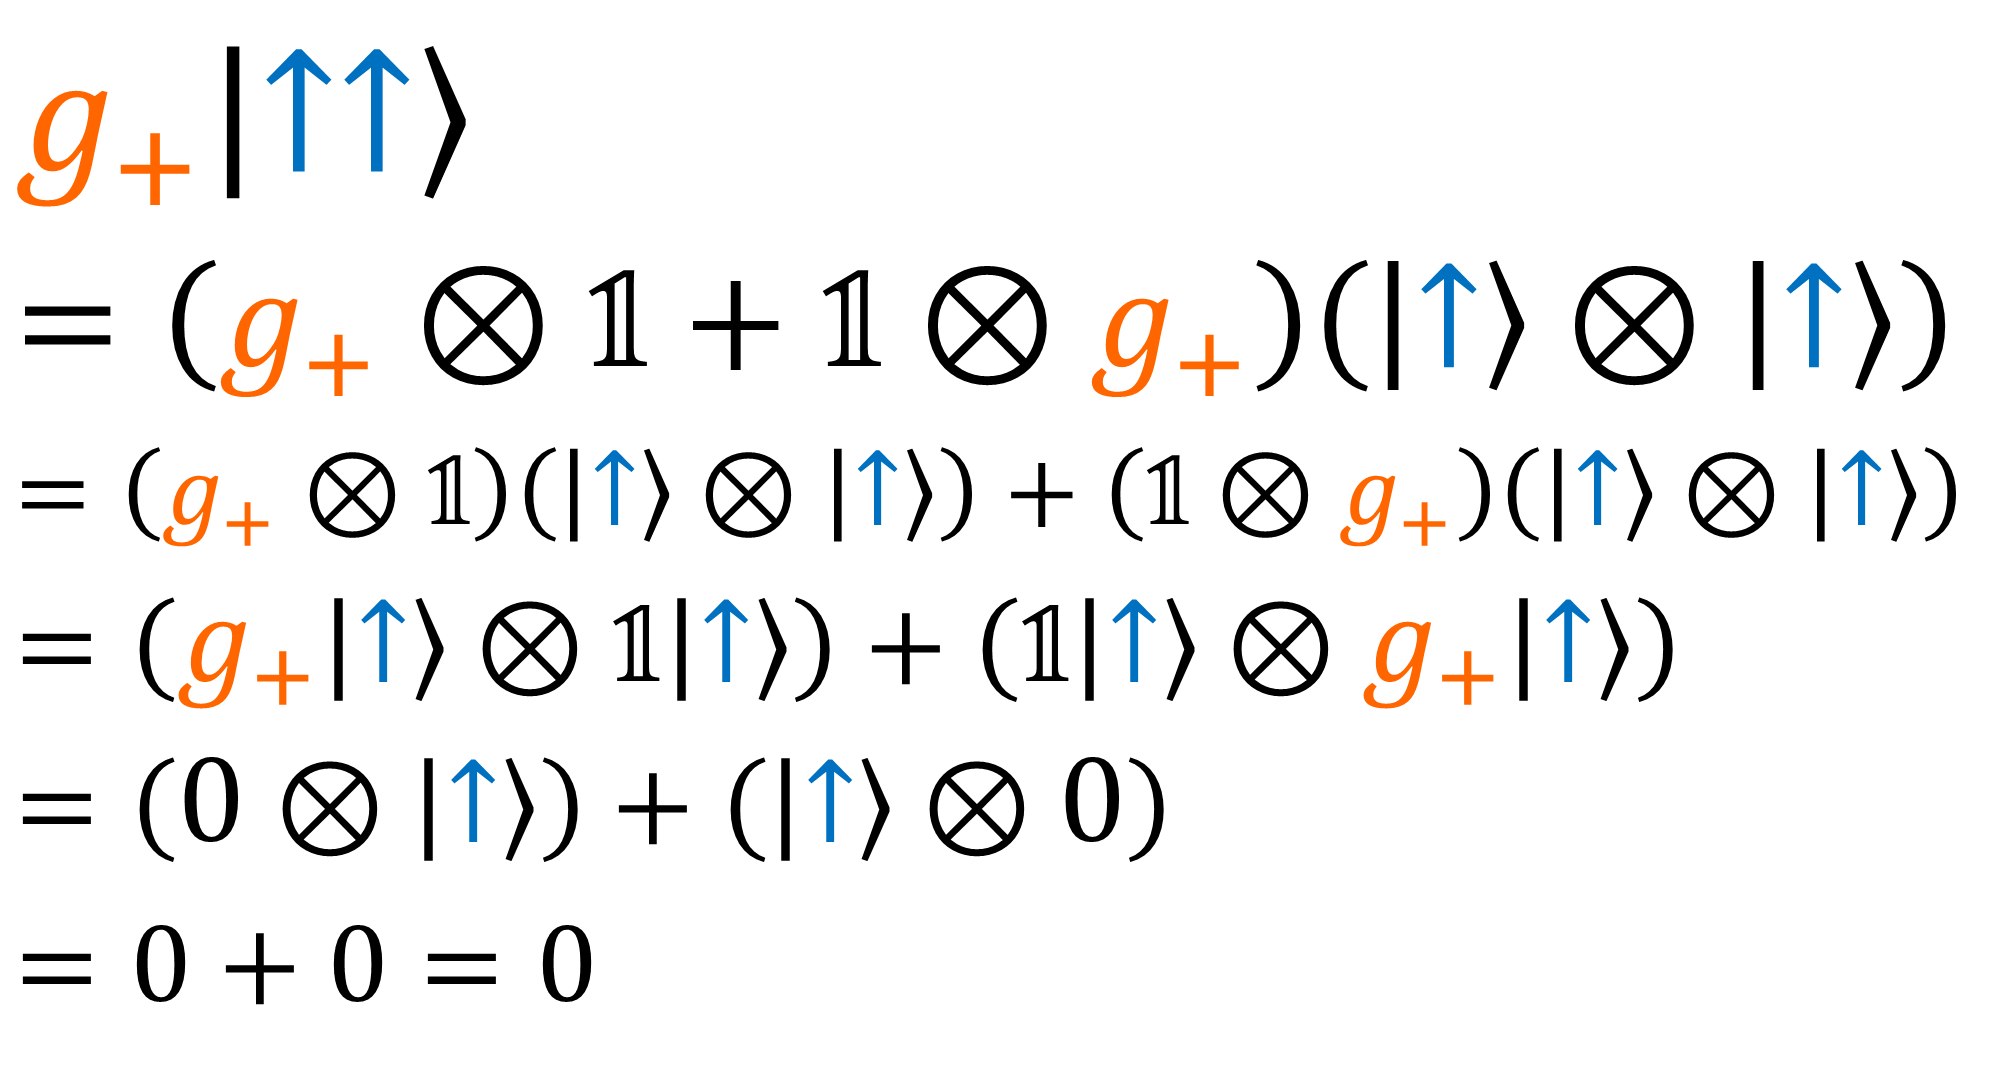 g₊|↑↑⟩
= (g₊ ⊗ 𝟙 + 𝟙 ⊗ g₊)(|↑⟩ ⊗ |↑⟩)
= (g₊ ⊗ 𝟙)(|↑⟩ ⊗ |↑⟩) + (𝟙 ⊗ g₊)(|↑⟩ ⊗ |↑⟩)
= (g₊|↑⟩ ⊗ 𝟙|↑⟩) + (𝟙|↑⟩ ⊗ g₊|↑⟩)
= (0 ⊗ |↑⟩) + (|↑⟩ ⊗ 0)
= 0 + 0 = 0